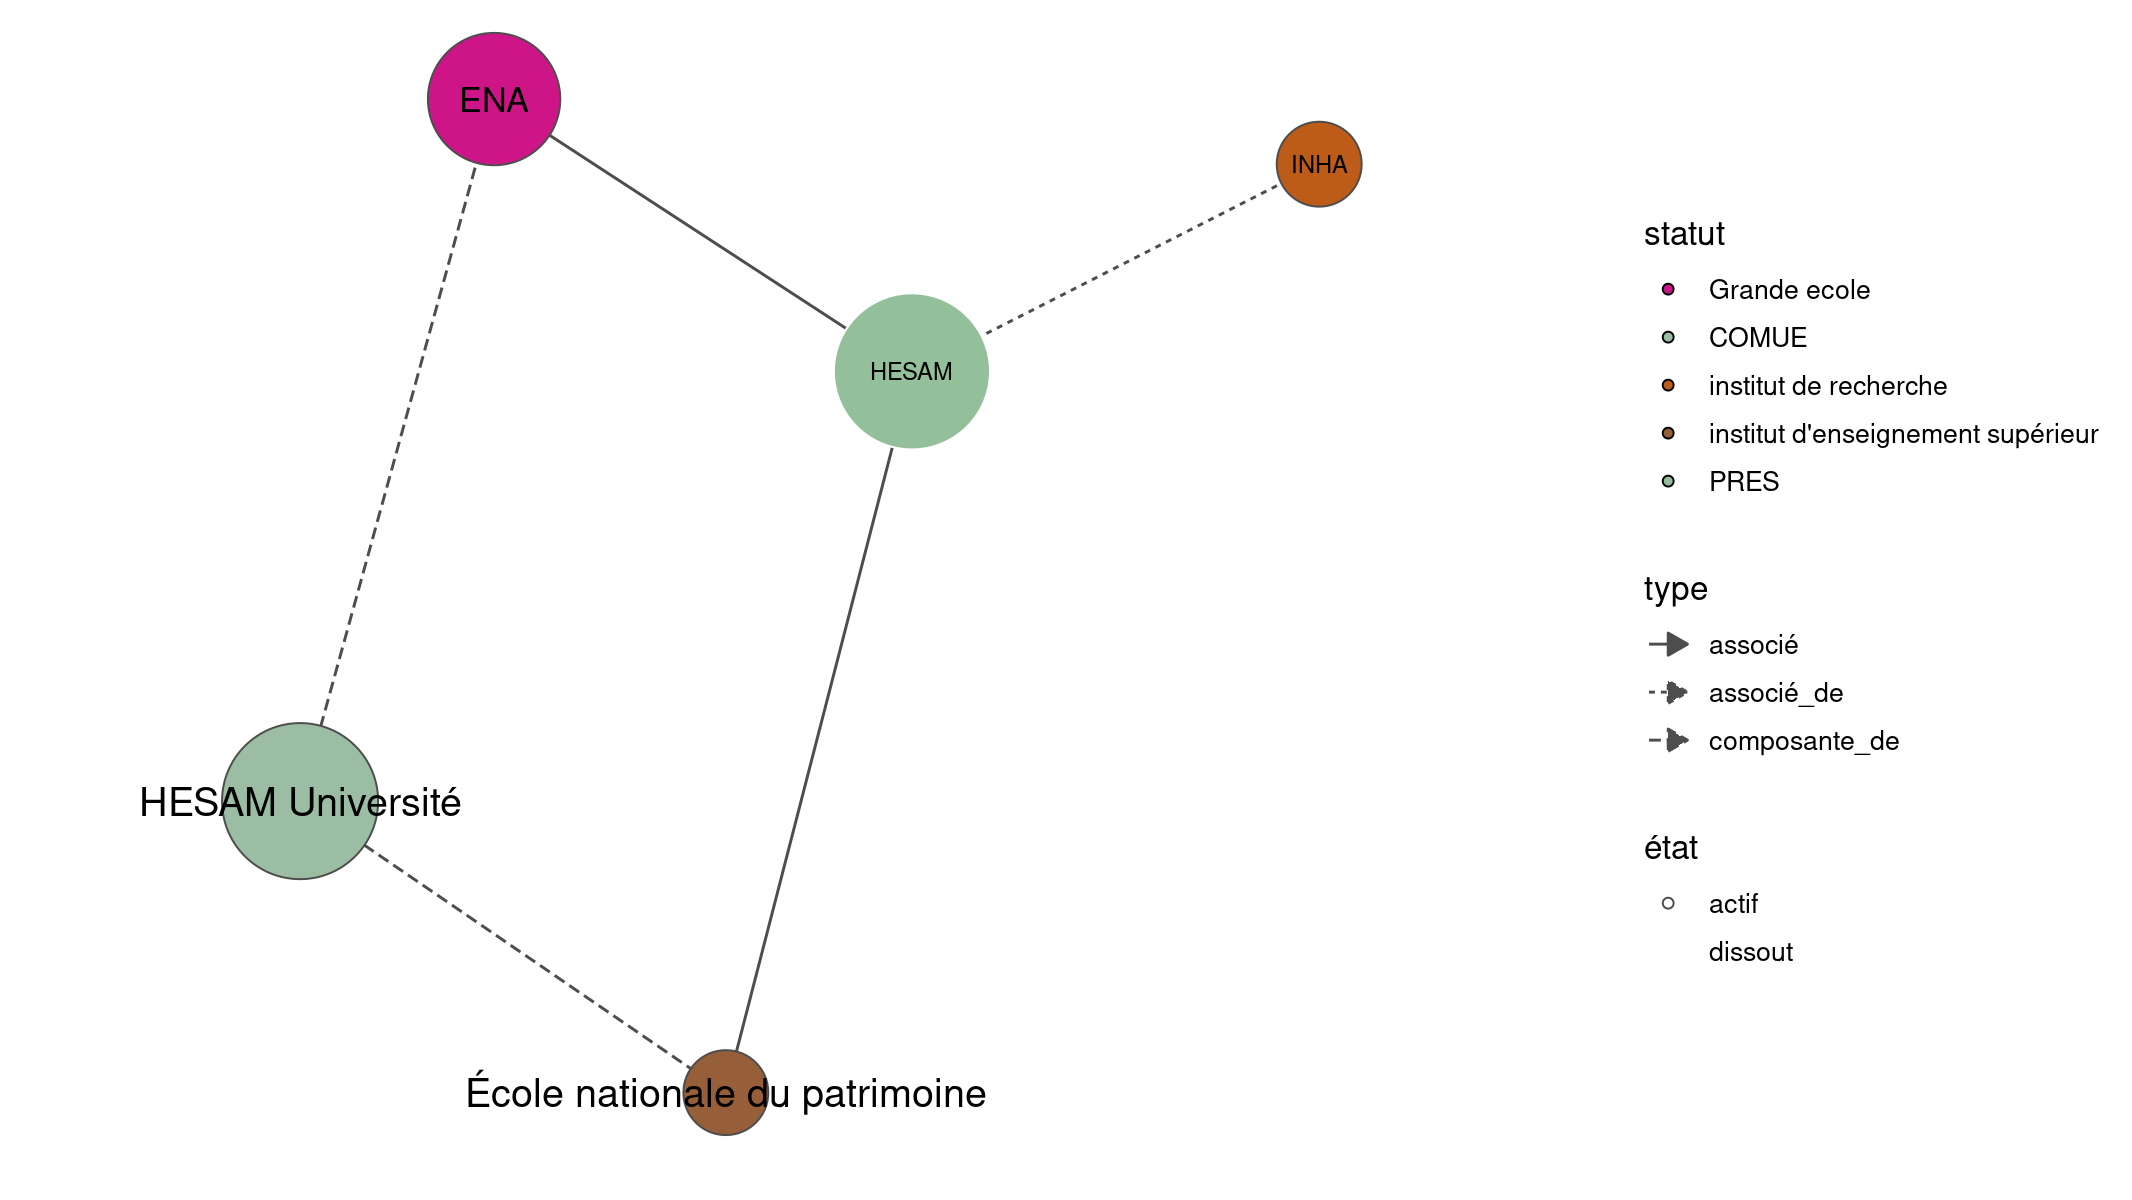 ENA
INHA
HESAM
HESAM Université
École nationale du patrimoine
statut
Grande ecole
COMUE
institut de recherche
institut d'enseignement supérieur
PRES
type
associé
associé_de
composante_de
état
actif
dissout